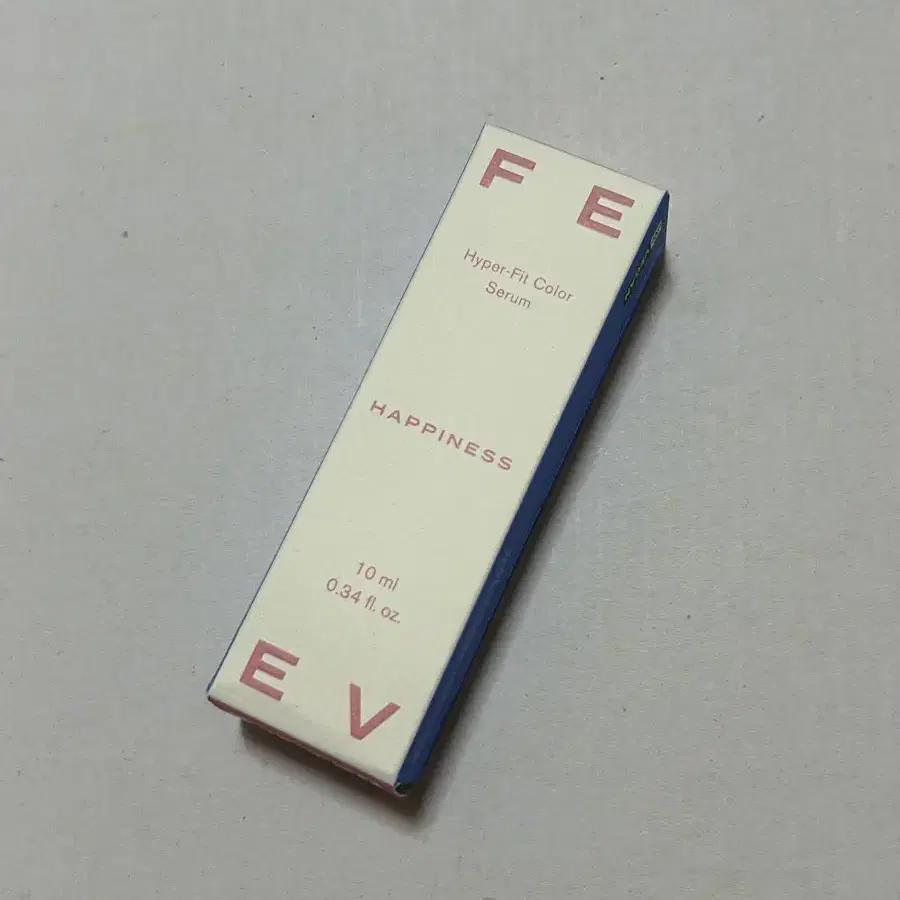 F E
Hyper-Fit Color
Serum
HAPPINESS
10 ml
0.34 fl. oz.
E V